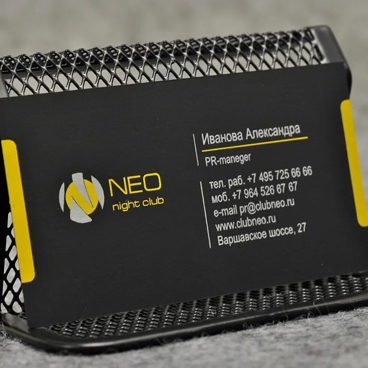 NEO
night club
Иванова Александра
PR-maneger
тел. раб. +7 495 725 66 66
моб. +7 964 526 67 67
e-mail pr@clubneo.ru
www.clubneo.ru
Варшавское шоссе, 27